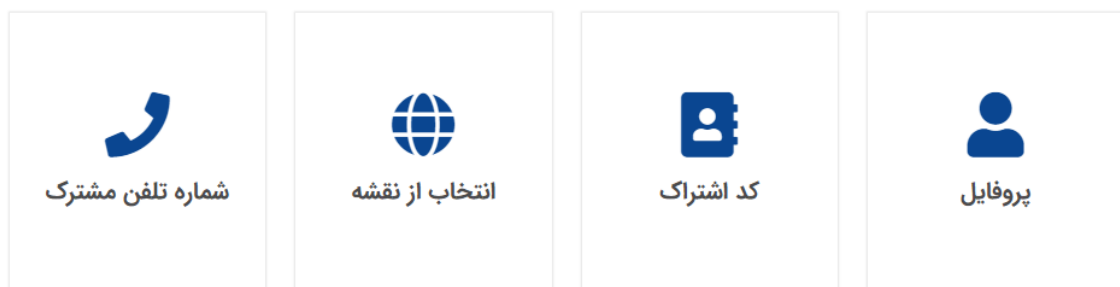 پروفایل
کد اشتراک
انتخاب از نقشه
شماره تلفن مشترک